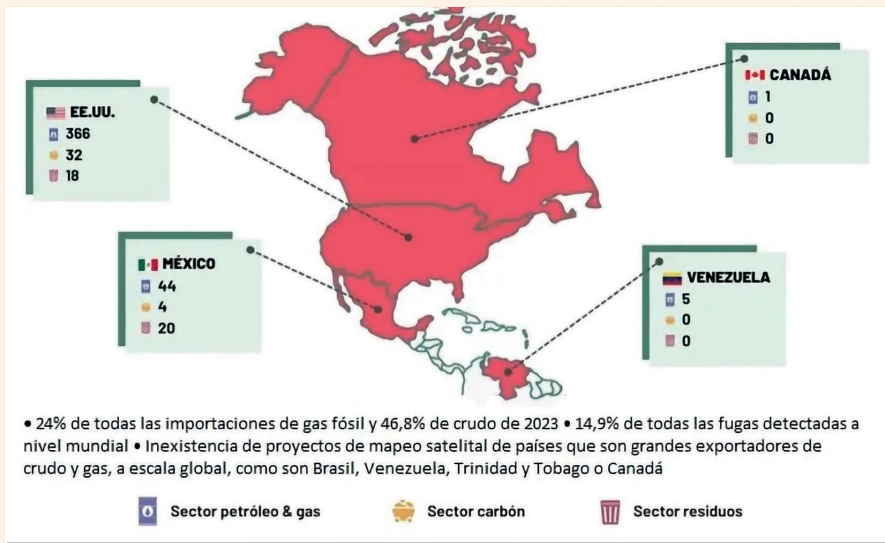 CANADÁ
1
0
0
EE.UU.
366
32
18
MÉXICO
44
4
20
VENEZUELA
5
0
0
• 24% de todas las importaciones de gas fósil y 46,8% de crudo de 2023 • 14,9% de todas las fugas detectadas a
nivel mundial • Inexistencia de proyectos de mapeo satelital de países que son grandes exportadores de
crudo y gas, a escala global, como son Brasil, Venezuela, Trinidad y Tobago o Canadá
Sector petróleo & gas
Sector carbón
Sector residuos